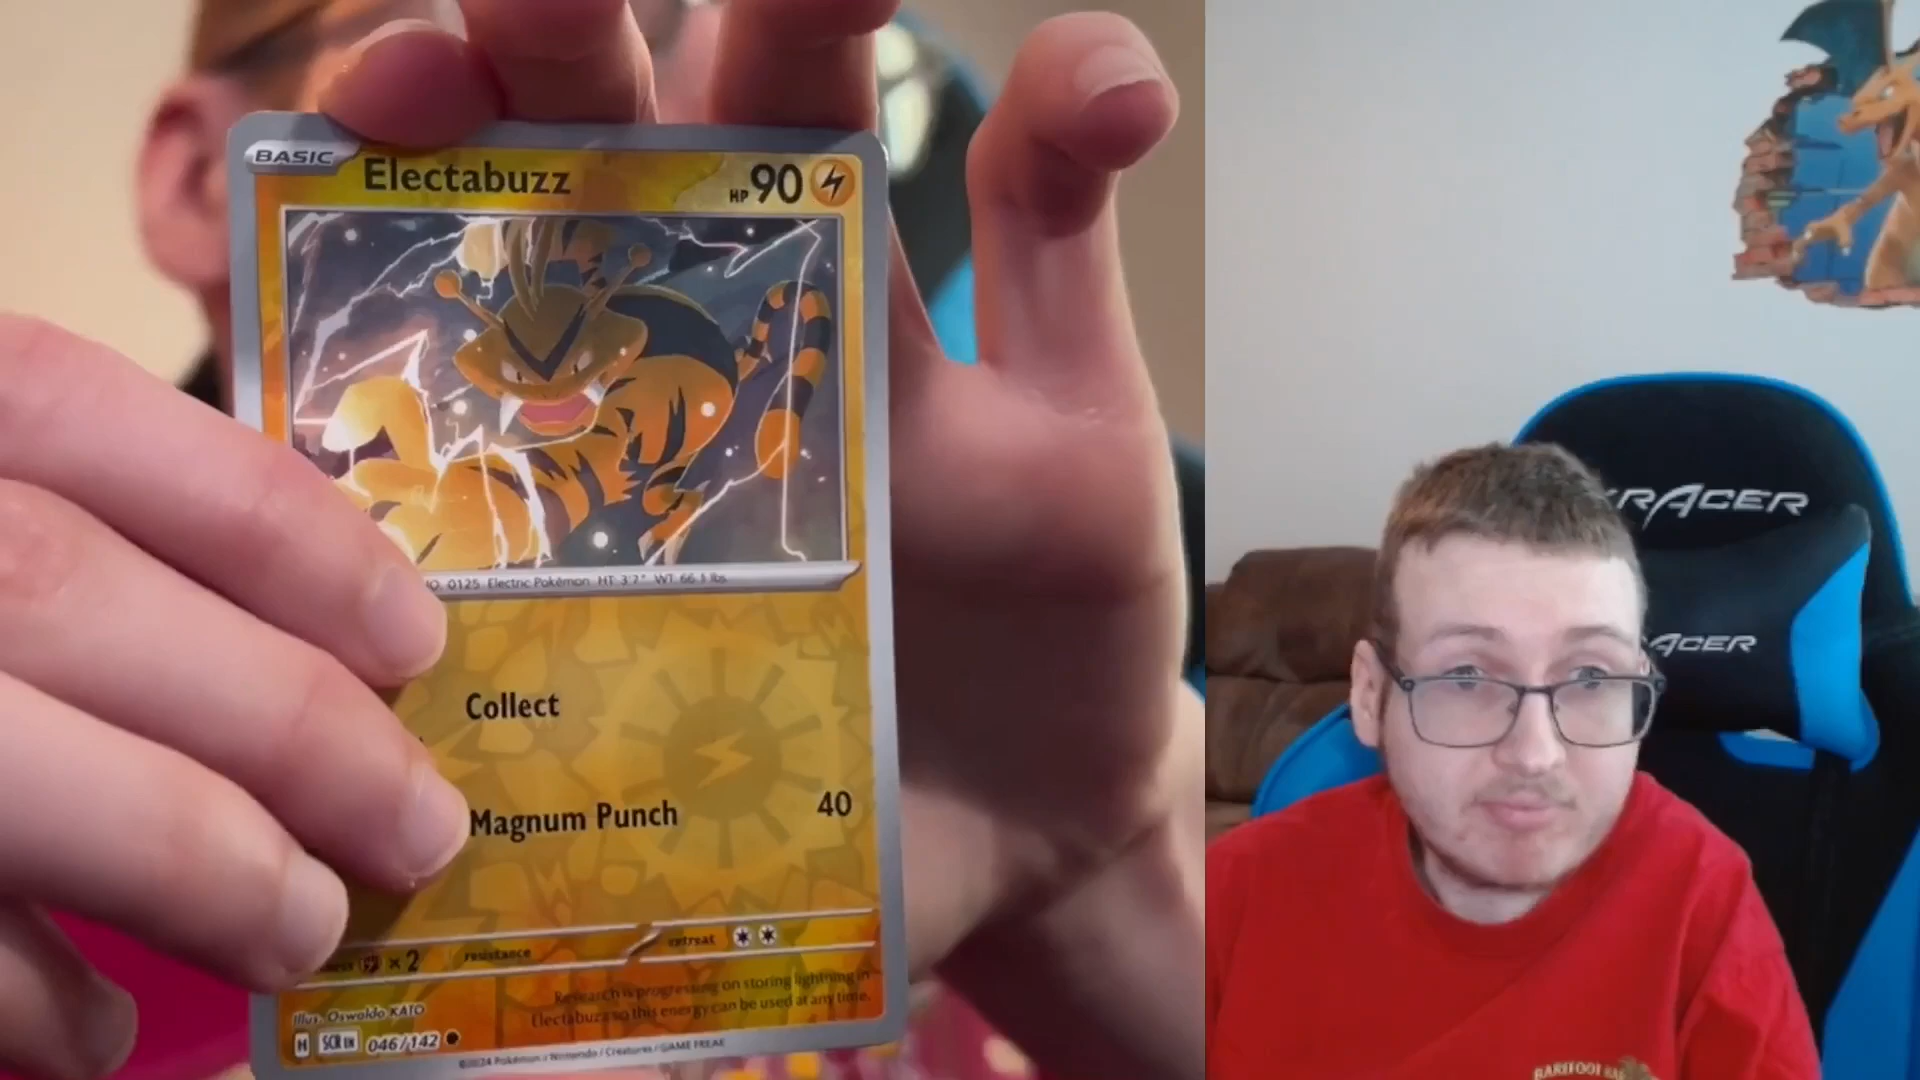 BASIC
Electabuzz
HP 90
NO. 0125 Electric Pokémon HT: 3'7" WT: 66.1 lbs.
Collect
Magnum Punch 40
× 2 resistance retreat
Research is progressing on storing lightning in
Electabuzz so this energy can be used at any time.
Illus. Oswaldo KATO
H SCR EN 046/142
©2024 Pokémon / Nintendo / Creatures / GAME FREAK
RACER
RACER
BAREFOOT